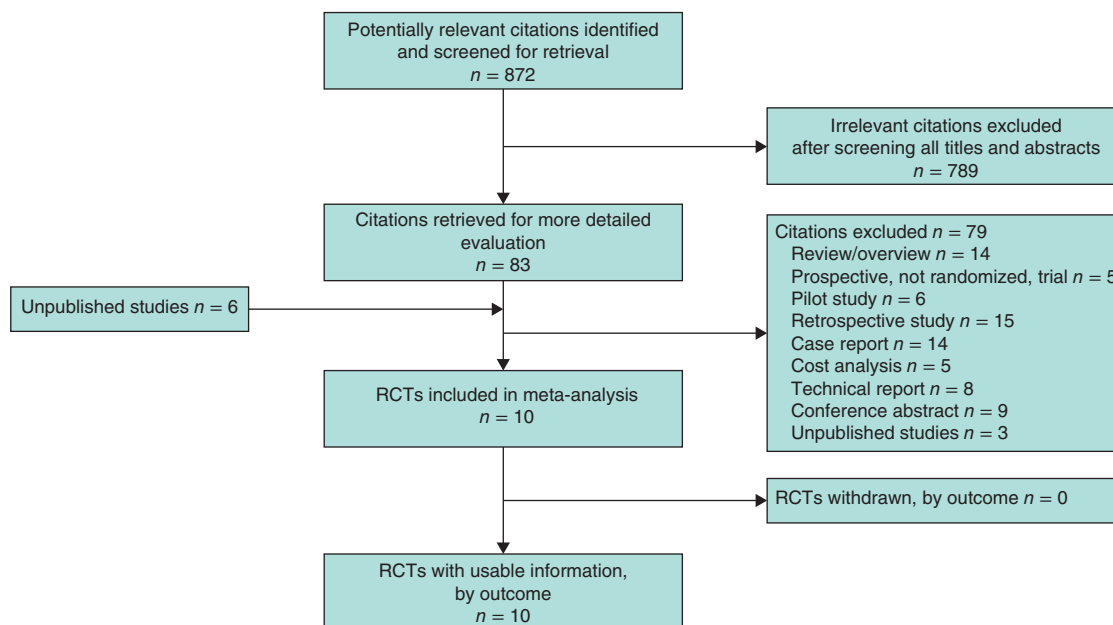 Potentially relevant citations identified
and screened for retrieval
n = 872
Irrelevant citations excluded
after screening all titles and abstracts
n = 789
Citations retrieved for more detailed
evaluation
n = 83
Unpublished studies n = 6
Citations excluded n = 79
Review/overview n = 14
Prospective, not randomized, trial n = 5
Pilot study n = 6
Retrospective study n = 15
Case report n = 14
Cost analysis n = 5
Technical report n = 8
Conference abstract n = 9
Unpublished studies n = 3
RCTs included in meta-analysis
n = 10
RCTs withdrawn, by outcome n = 0
RCTs with usable information,
by outcome
n = 10